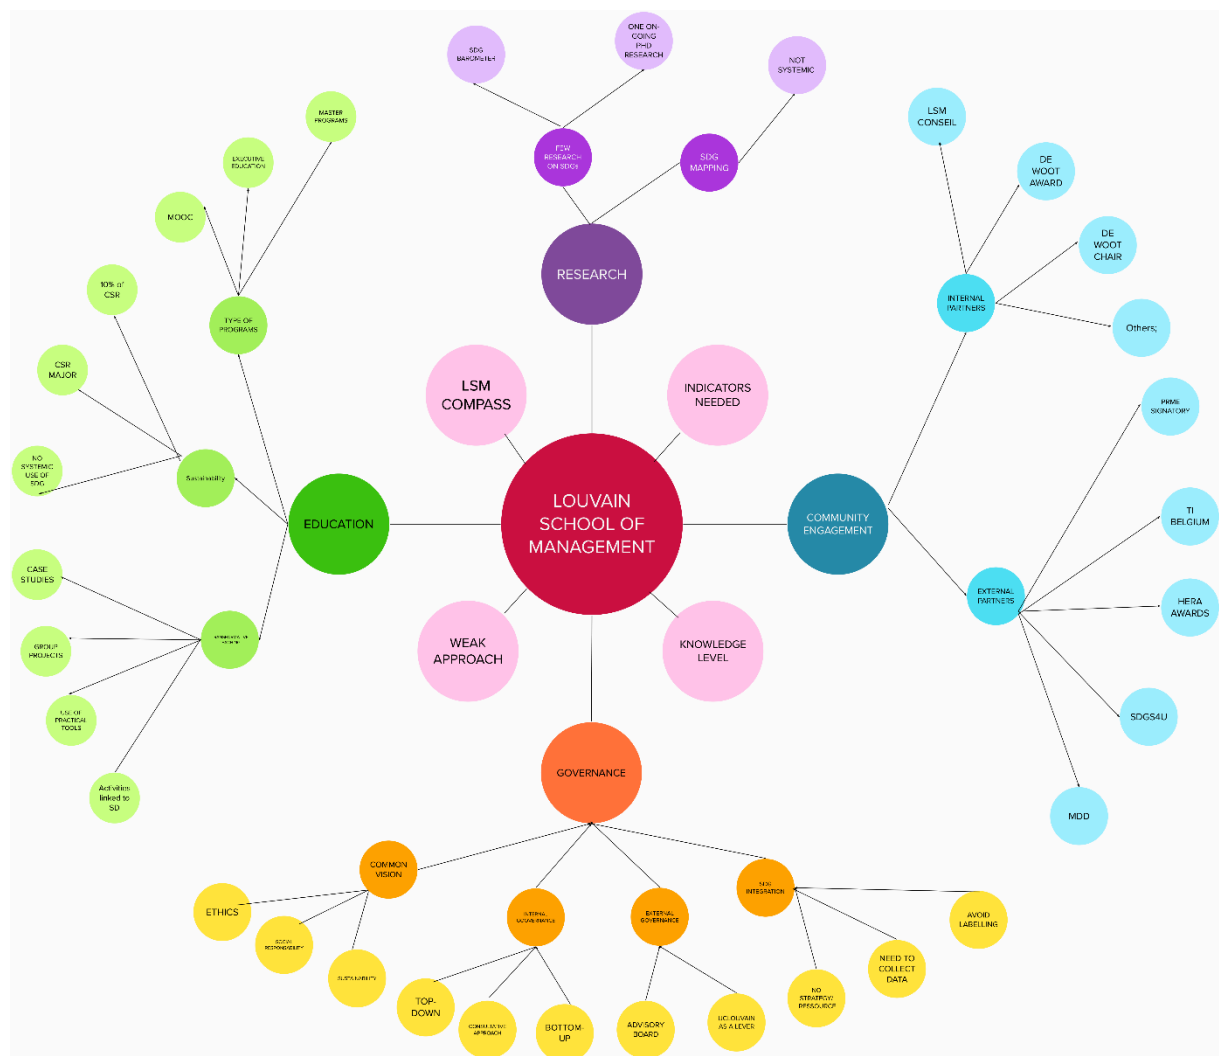 SDG
BAROMETER
ONE ON-
GOING
PHD
RESEARCH
NOT
SYSTEMIC
FEW
RESEARCH
ON SDGs
SDG
MAPPING
RESEARCH
MASTER
PROGRAMS
EXECUTIVE
EDUCATION
MOOC
10% of
CSR
TYPE OF
PROGRAMS
CSR
MAJOR
NO
SYSTEMIC
USE OF
SDG
Sustainability
EDUCATION
CASE
STUDIES
GROUP
PROJECTS
USE OF
PRACTICAL
TOOLS
Activities
linked to
SD
LSM
COMPASS
INDICATORS
NEEDED
LOUVAIN
SCHOOL OF
MANAGEMENT
WEAK
APPROACH
KNOWLEDGE
LEVEL
LSM
CONSEIL
DE
WOOT
AWARD
DE
WOOT
CHAIR
INTERNAL
PARTNERS
Others;
COMMUNITY
ENGAGEMENT
PRME
SIGNATORY
TI
BELGIUM
EXTERNAL
PARTNERS
HERA
AWARDS
SDGS4U
MDD
GOVERNANCE
COMMON
VISION
ETHICS
SOCIAL
RESPONSABILITY
SUSTAINABILITY
INTERNAL
GOVERNANCE
TOP-
DOWN
APPROACH
BOTTOM-
UP
EXTERNAL
GOVERNANCE
ADVISORY
BOARD
UCLOUVAIN
AS A LEVER
SDG
INTEGRATION
NO
STRATEGY/
RESSOURCE
NEED TO
COLLECT
DATA
AVOID
LABELLING